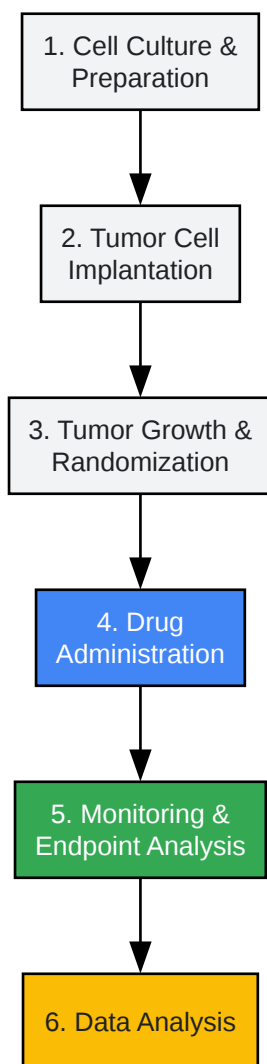 1. Cell Culture &
Preparation
2. Tumor Cell
Implantation
3. Tumor Growth &
Randomization
4. Drug
Administration
5. Monitoring &
Endpoint Analysis
6. Data Analysis